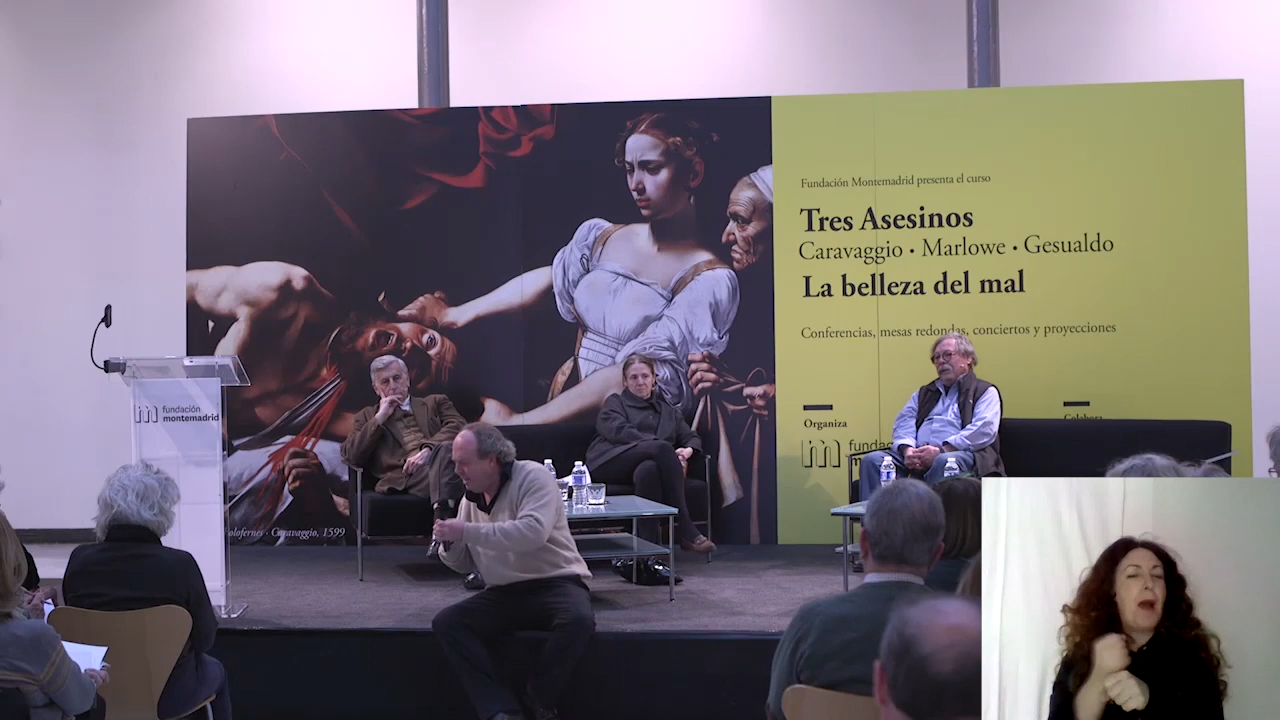 Fundación Montemadrid presenta el curso
Tres Asesinos
Caravaggio • Marlowe • Gesualdo
La belleza del mal
Conferencias, mesas redondas, conciertos y proyecciones
Organiza
Colabora
fundación
montemadrid
Caravaggio, 1599